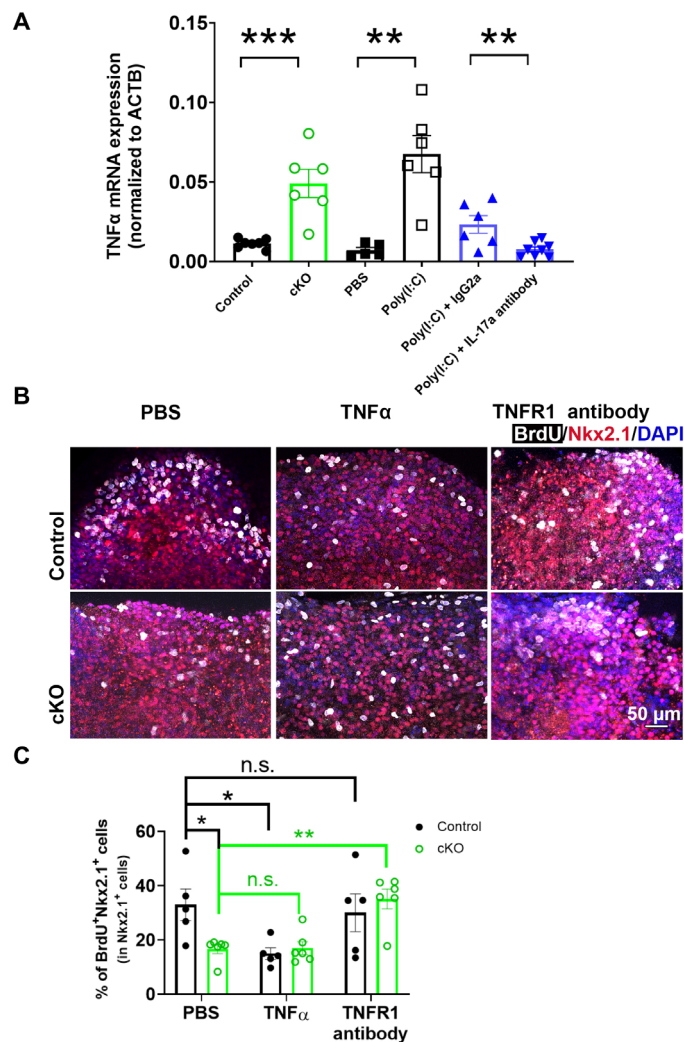 A
TNFα mRNA expression
(normalized to ACTB)
0.15
0.10
0.05
0.00
*** ** **
Control
cKO
PBS
Poly(I:C)
Poly(I:C) + IgG2a
Poly(I:C) + IL-17a antibody
B
PBS TNFα TNFR1 antibody
BrdU/Nkx2.1/DAPI
Control
cKO
50 µm
C
% of BrdU⁺Nkx2.1⁺ cells
(in Nkx2.1⁺ cells)
60
40
20
0
n.s.
*
* **
n.s.
Control
cKO
PBS TNFα TNFR1
antibody